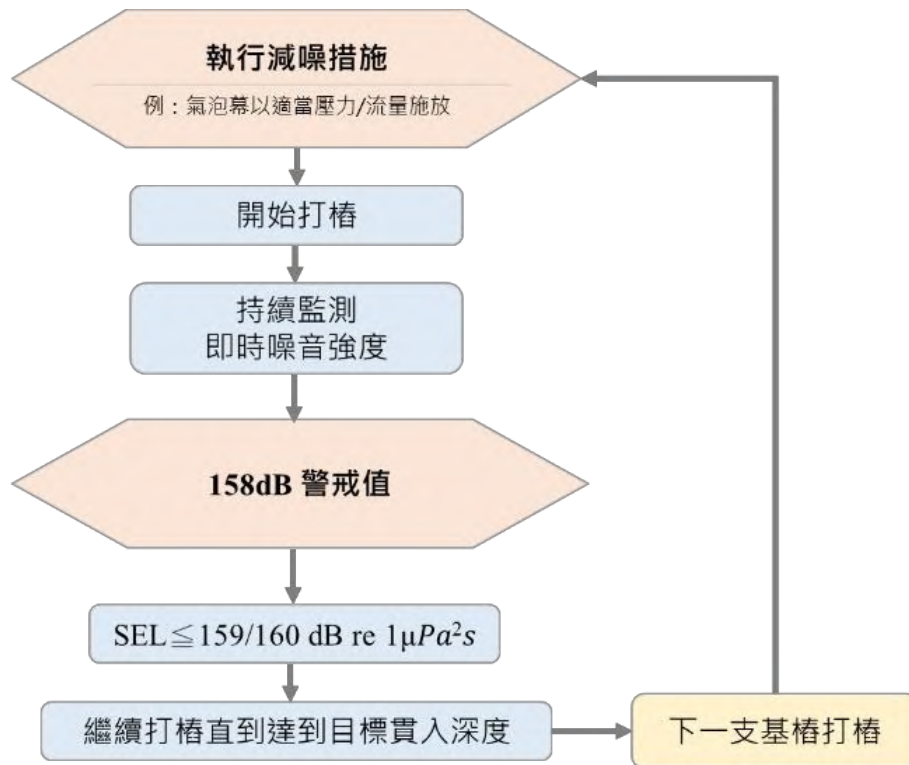 執行減噪措施
例：氣泡幕以適當壓力/流量施放
開始打樁
持續監測
即時噪音強度
158dB 警戒值
SEL≦159/160 dB re 1μPa²s
繼續打樁直到達到目標貫入深度
下一支基樁打樁